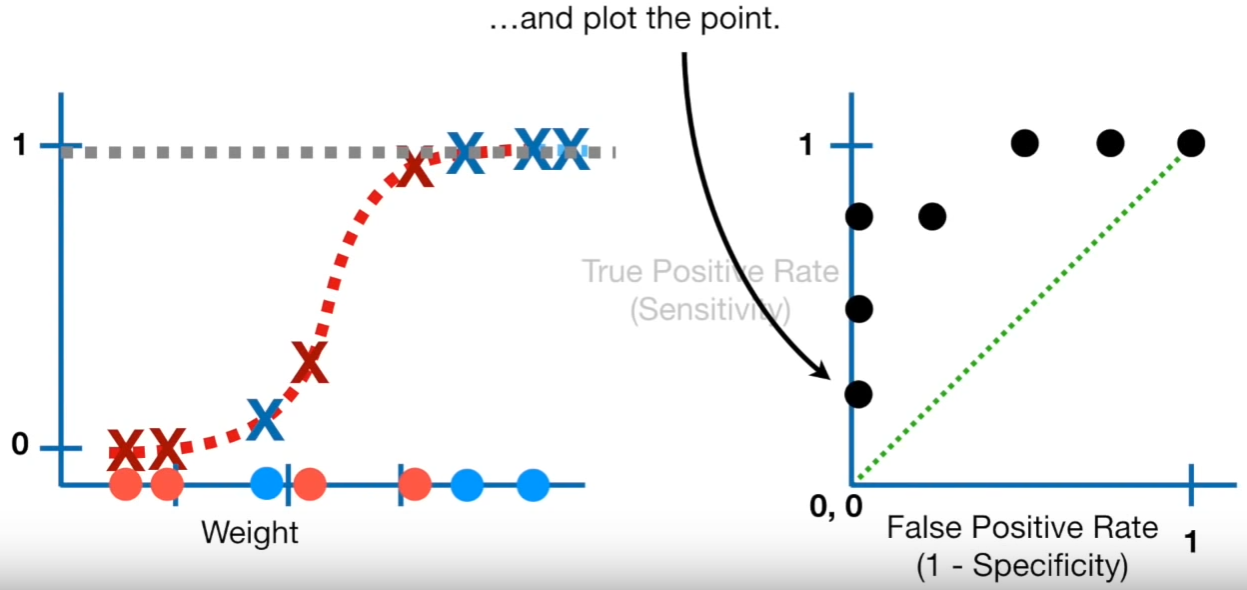 ...and plot the point.
1
0
Weight
1
True Positive Rate
(Sensitivity)
0, 0
False Positive Rate
(1 - Specificity)
1